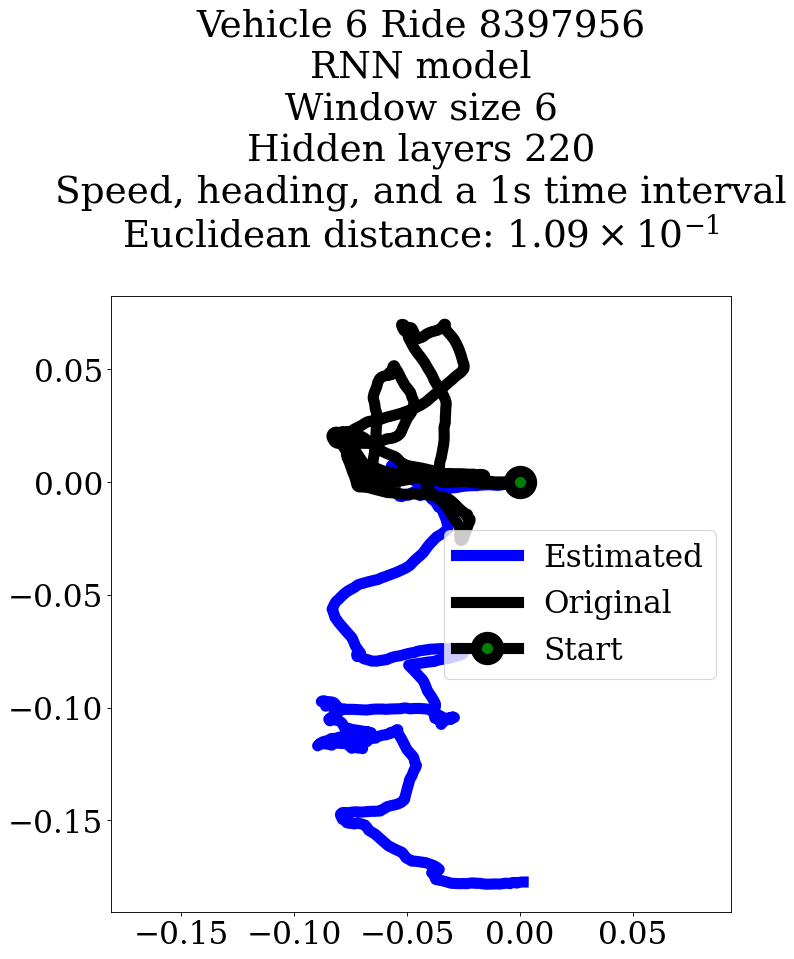 Vehicle 6 Ride 8397956
RNN model
Window size 6
Hidden layers 220
Speed, heading, and a 1s time interval
Euclidean distance: 1.09 × 10⁻¹
0.05
0.00
−0.05
−0.10
−0.15
Estimated
Original
Start
−0.15 −0.10 −0.05 0.00 0.05